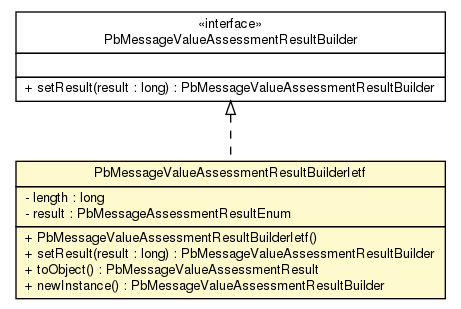 «interface»
PbMessageValueAssessmentResultBuilder
+ setResult(result : long) : PbMessageValueAssessmentResultBuilder
PbMessageValueAssessmentResultBuilderIetf
- length : long
- result : PbMessageAssessmentResultEnum
+ PbMessageValueAssessmentResultBuilderIetf()
+ setResult(result : long) : PbMessageValueAssessmentResultBuilder
+ toObject() : PbMessageValueAssessmentResult
+ newInstance() : PbMessageValueAssessmentResultBuilder